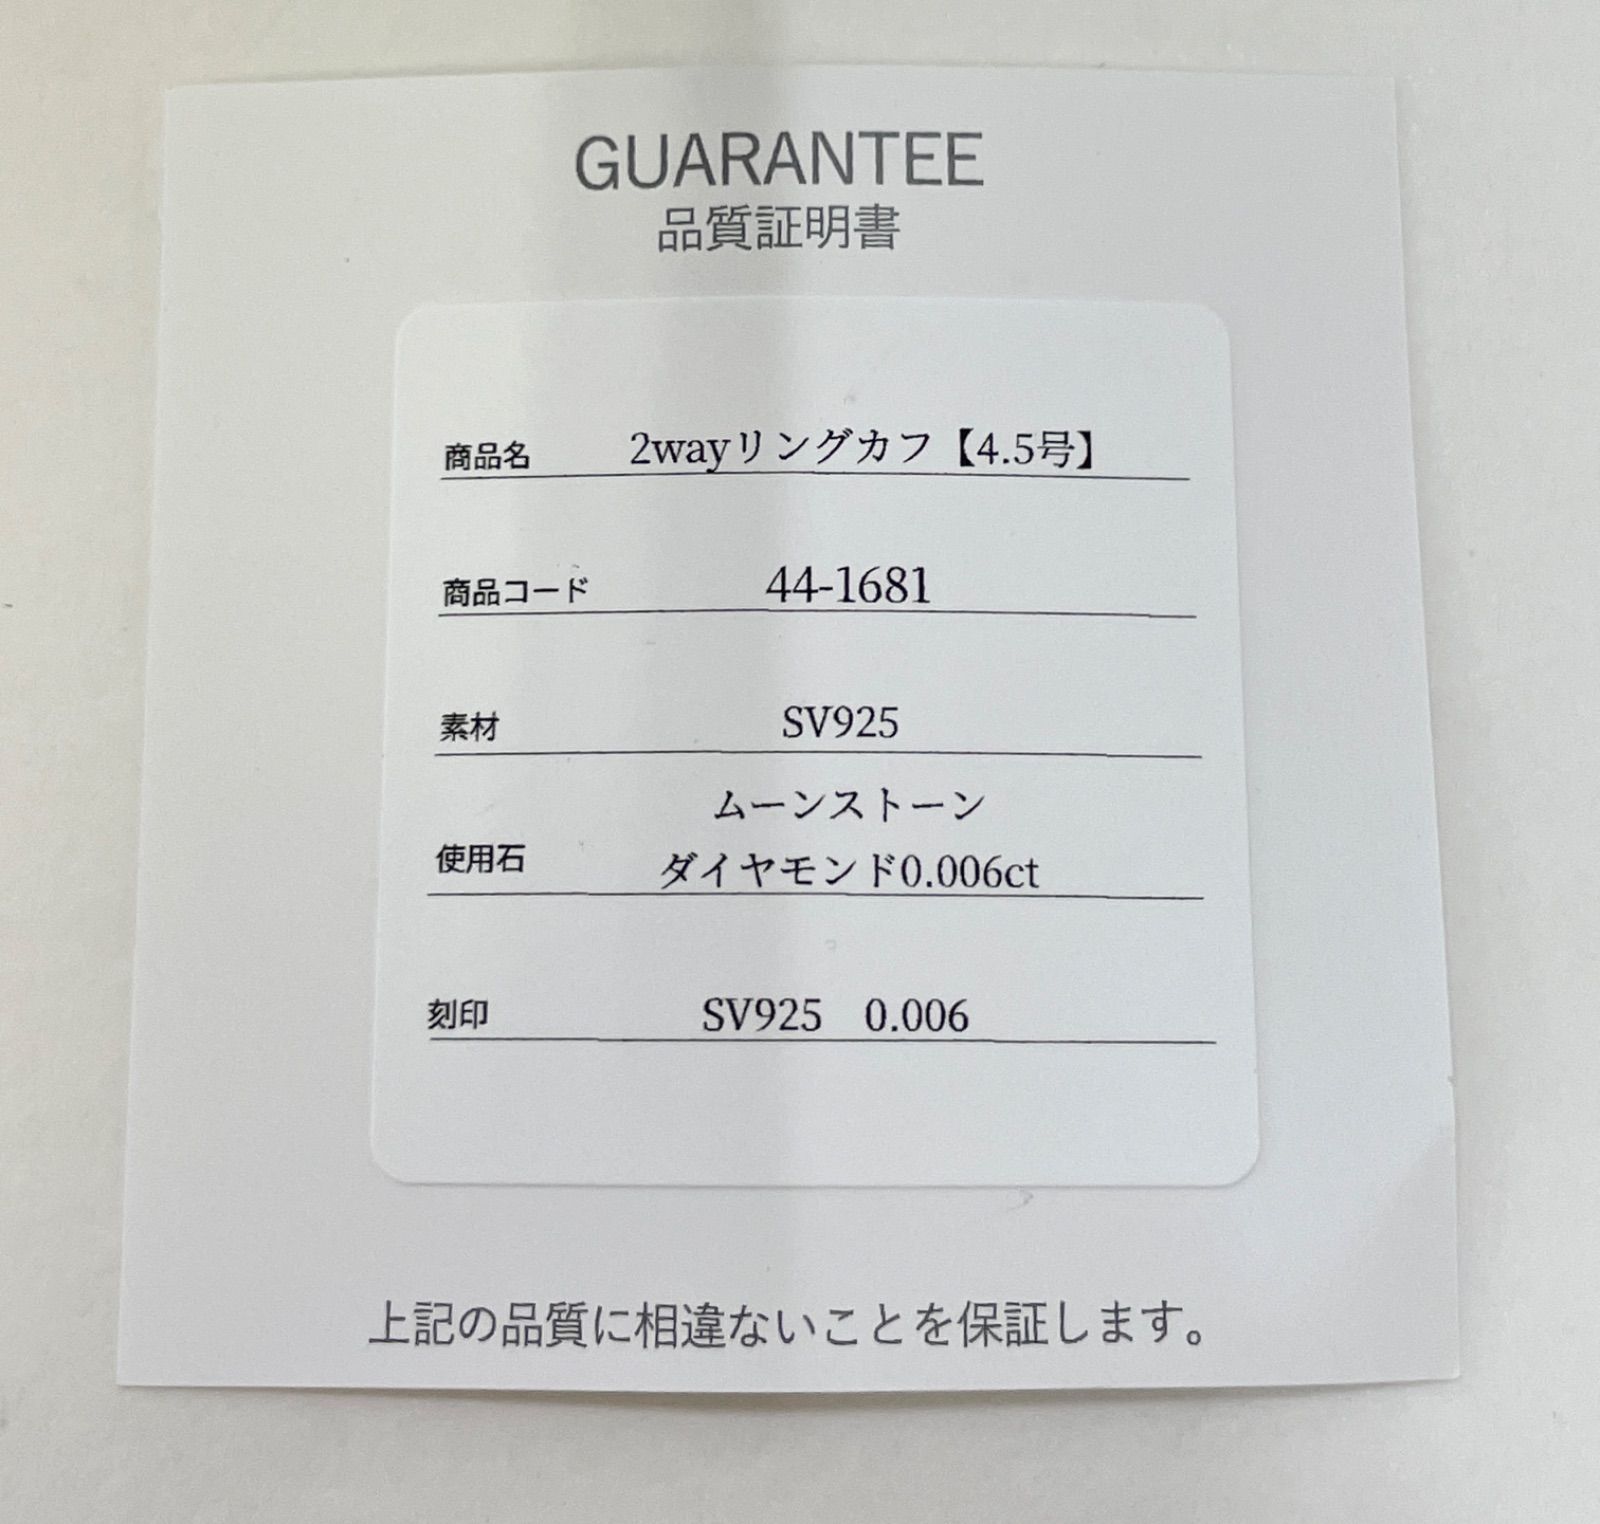 GUARANTEE
品質証明書
商品名 2wayリングカフ【4.5号】
商品コード 44-1681
素材 SV925
ムーンストーン
使用石 ダイヤモンド0.006ct
刻印 SV925 0.006
上記の品質に相違ないことを保証します。